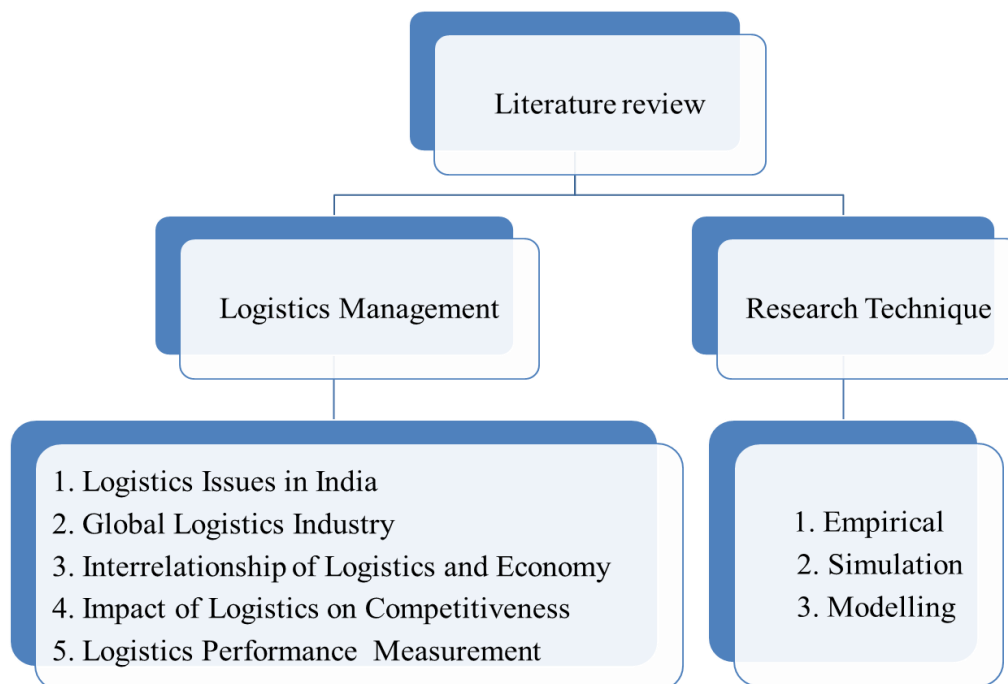 Literature review
Logistics Management
Research Technique
1. Logistics Issues in India
2. Global Logistics Industry
3. Interrelationship of Logistics and Economy
4. Impact of Logistics on Competitiveness
5. Logistics Performance Measurement
1. Empirical
2. Simulation
3. Modelling